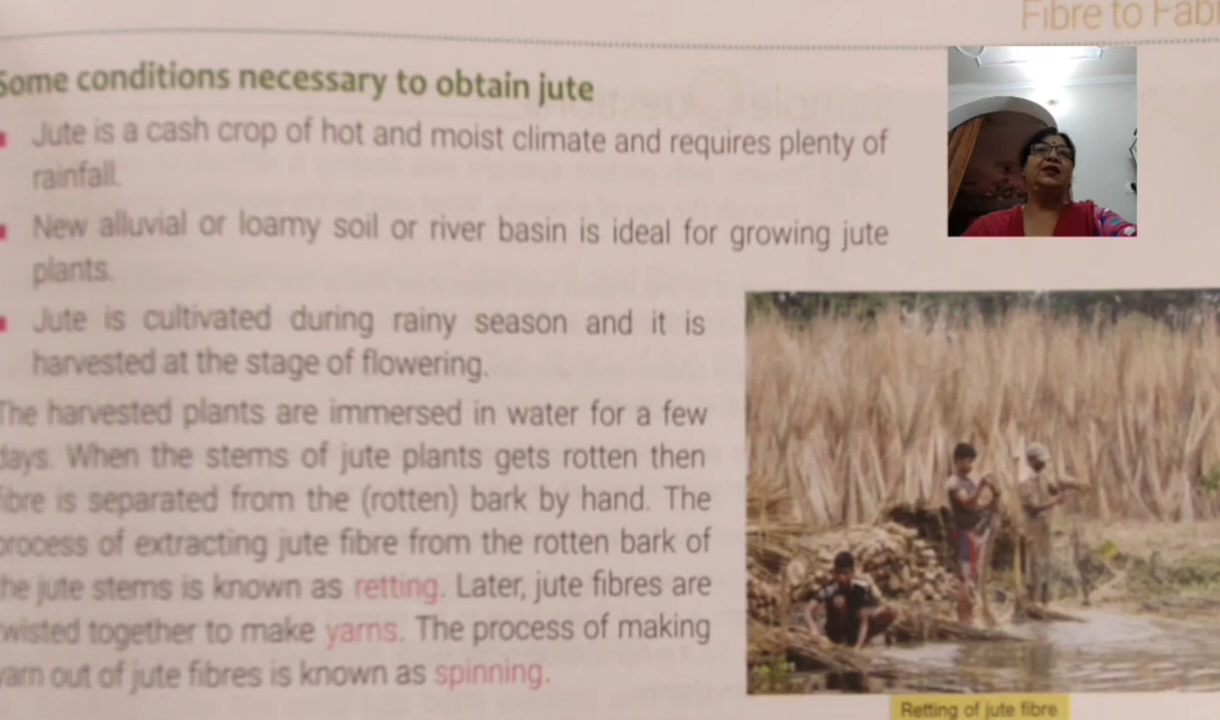 Fibre to Fab
Some conditions necessary to obtain jute
Jute is a cash crop of hot and moist climate and requires plenty of
rainfall.
New alluvial or loamy soil or river basin is ideal for growing jute
plants.
Jute is cultivated during rainy season and it is
harvested at the stage of flowering.
The harvested plants are immersed in water for a few
days. When the stems of jute plants gets rotten then
fibre is separated from the (rotten) bark by hand. The
process of extracting jute fibre from the rotten bark of
the jute stems is known as retting. Later, jute fibres are
twisted together to make yarns. The process of making
yarn out of jute fibres is known as spinning.
Retting of jute fibre